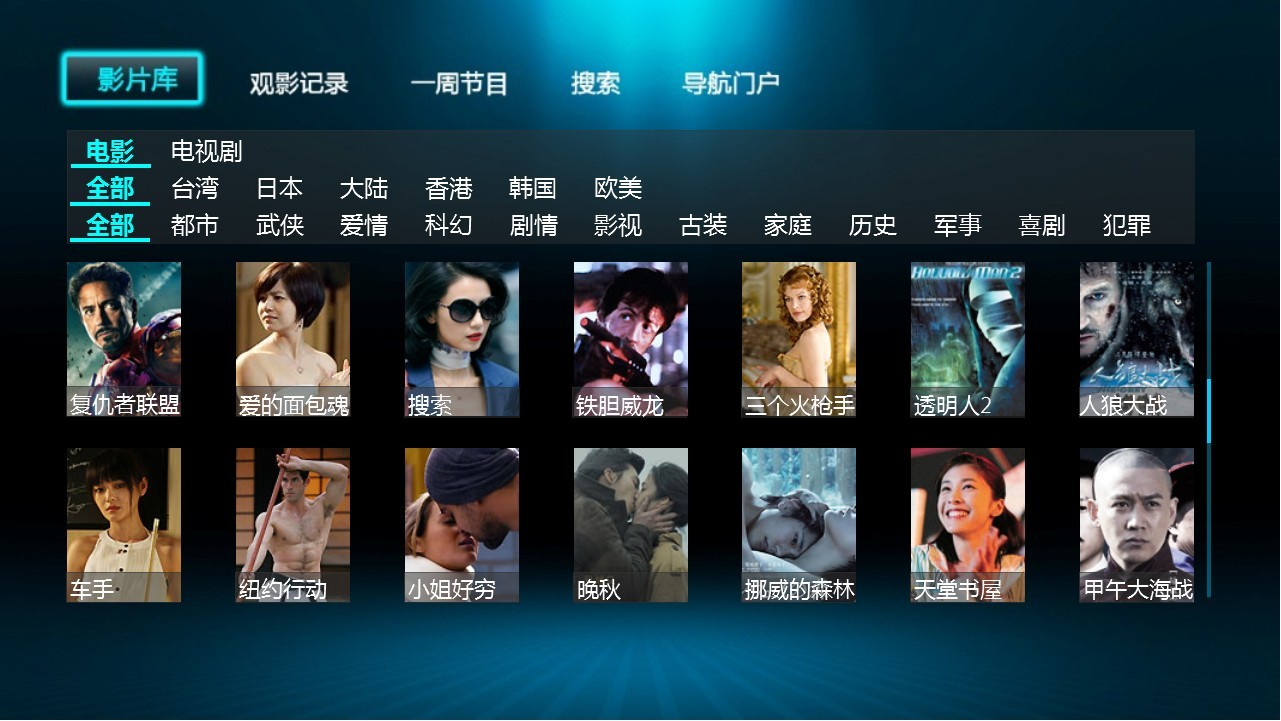 影片库 观影记录 一周节目 搜索 导航门户
电影 电视剧
全部 台湾 日本 大陆 香港 韩国 欧美
全部 都市 武侠 爱情 科幻 剧情 影视 古装 家庭 历史 军事 喜剧 犯罪
HOLLOW MAN 2
复仇者联盟 爱的面包魂 搜索 铁胆威龙 三个火枪手 透明人2 人狼大战
车手 纽约行动 小姐好穷 晚秋 挪威的森林 天堂书屋 甲午大海战